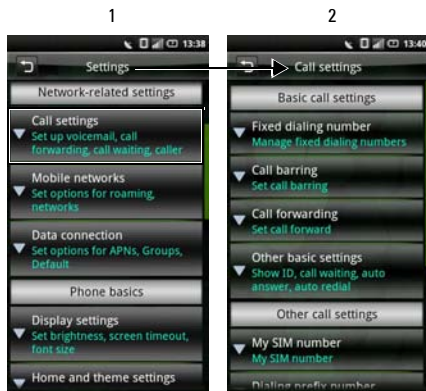 1
2
13:38
Settings
Network-related settings
Call settings
Set up voicemail, call
forwarding, call waiting, caller
Mobile networks
Set options for roaming,
networks
Data connection
Set options for APNs, Groups,
Default
Phone basics
Display settings
Set brightness, screen timeout,
font size
Home and theme settings
13:40
Call settings
Basic call settings
Fixed dialing number
Manage fixed dialing numbers
Call barring
Set call barring
Call forwarding
Set call forward
Other basic settings
Show ID, call waiting, auto
answer, auto redial
Other call settings
My SIM number
My SIM number
Dialing prefix number